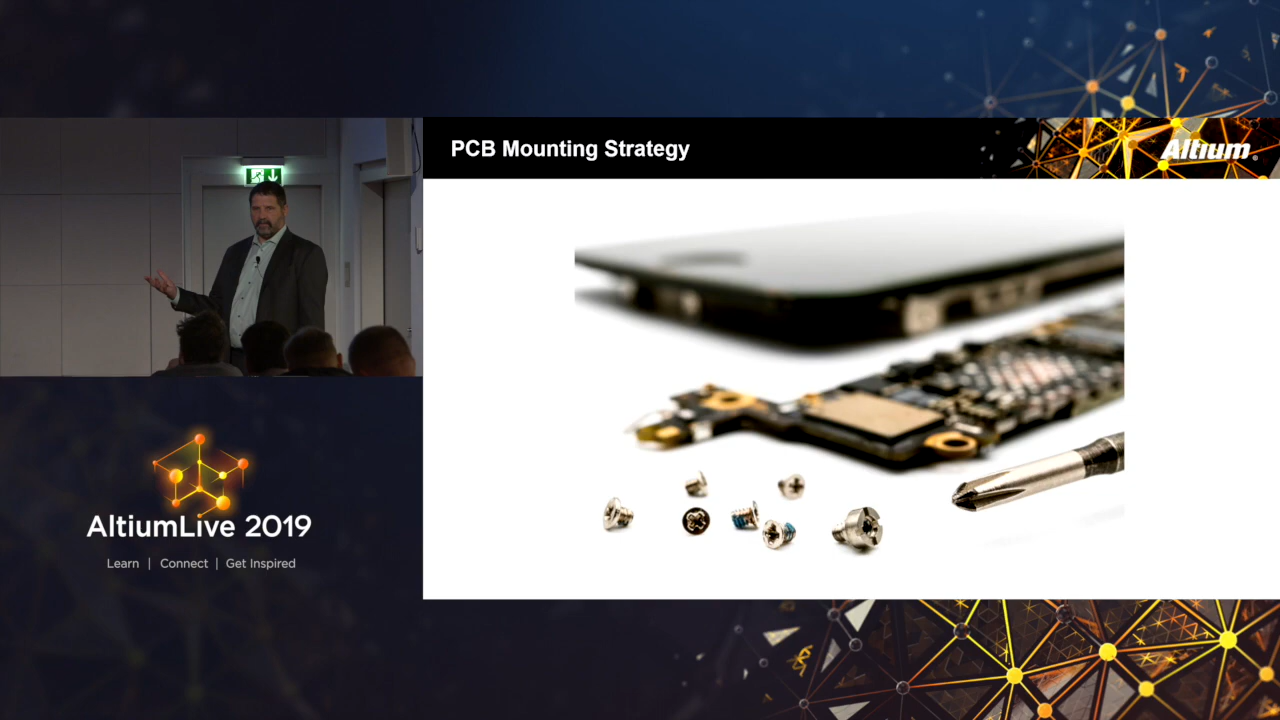 PCB Mounting Strategy
Altium®
AltiumLive 2019
Learn | Connect | Get Inspired